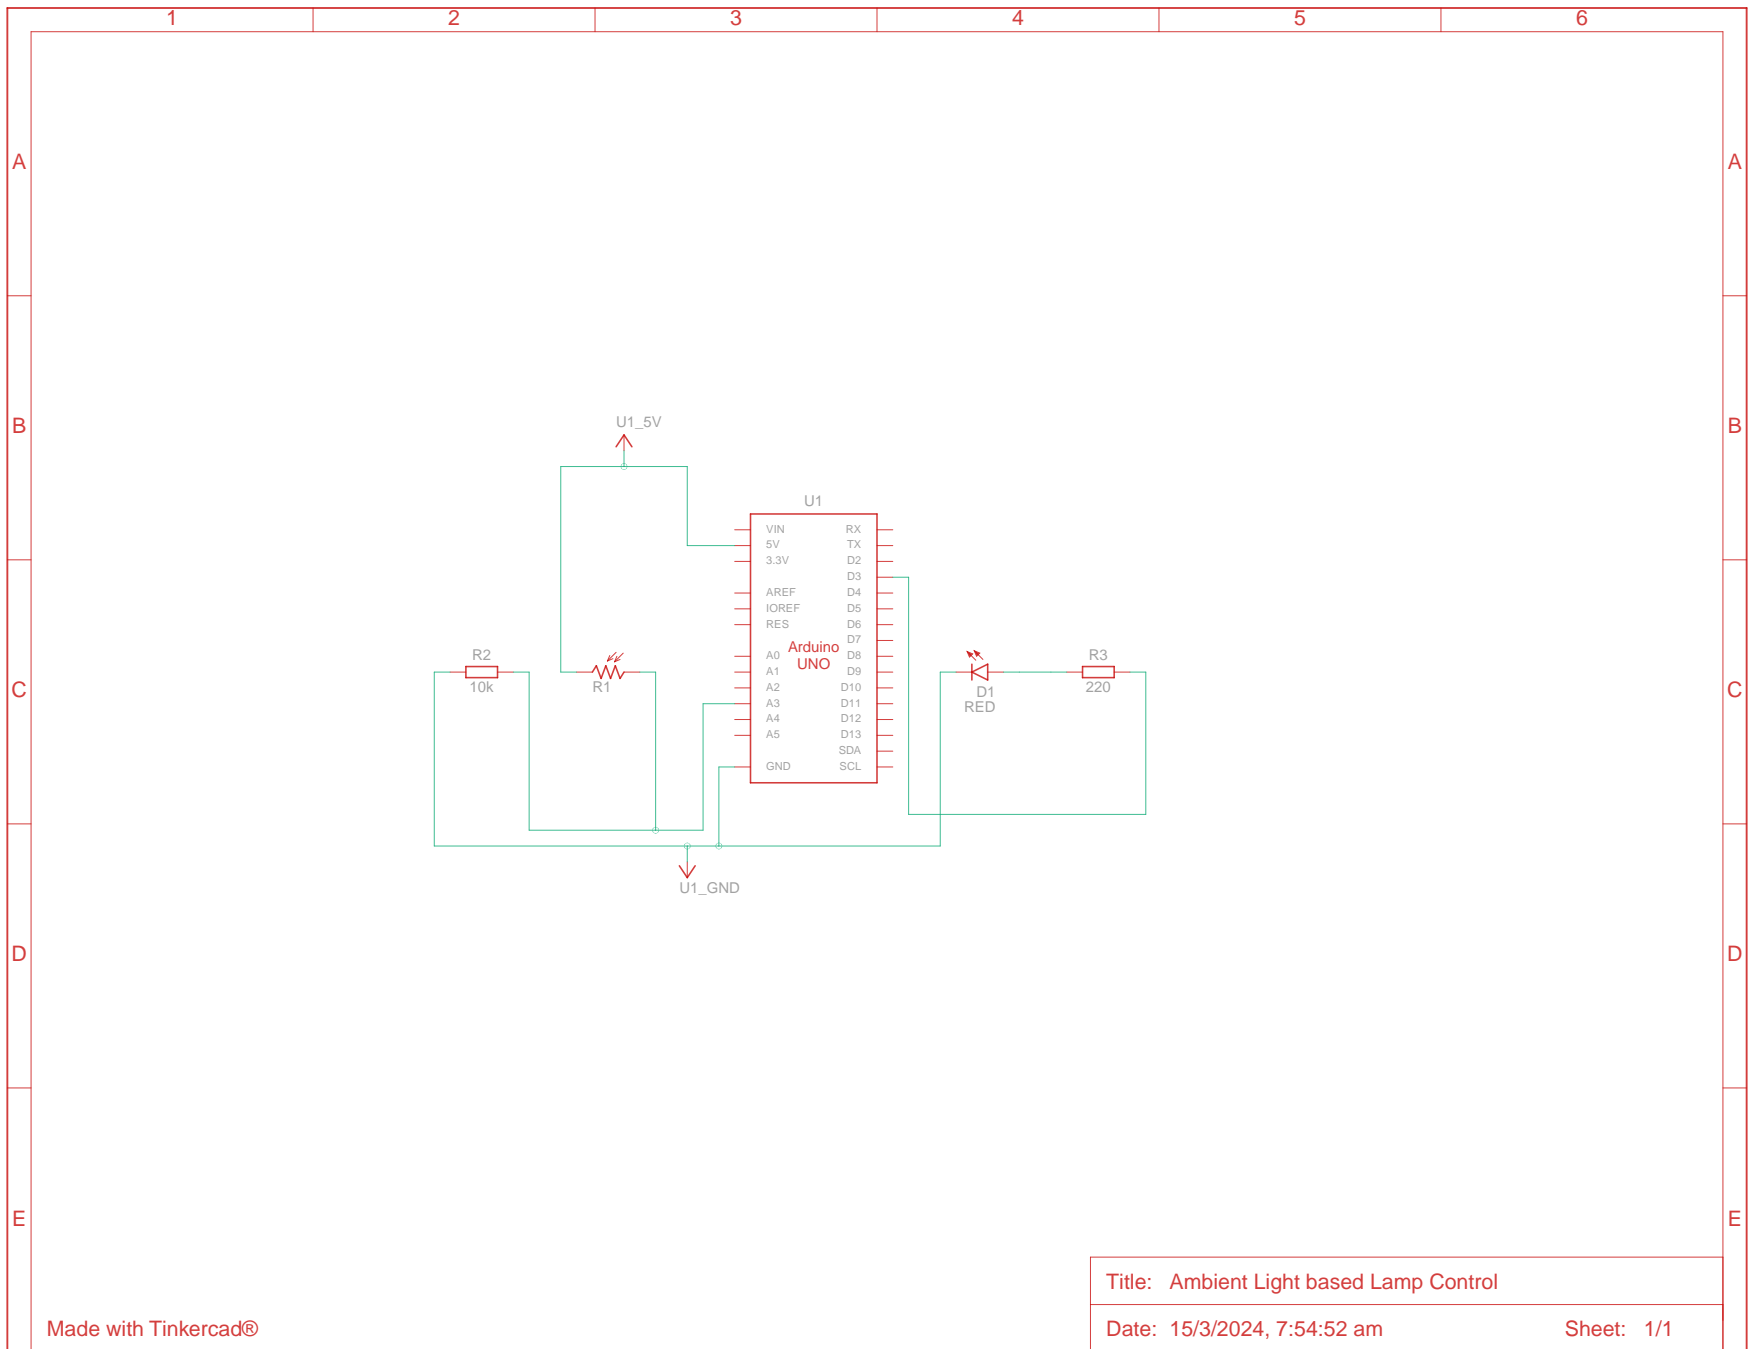 1 2 3 4 5 6
A A
B B
U1_5V
U1
VIN RX
5V TX
3.3V D2
D3
AREF D4
IOREF D5
RES D6
D7
Arduino
UNO
A0 D8
A1 D9
A2 D10
A3 D11
A4 D12
A5 D13
SDA
GND SCL
R2
10k
R1
D1
RED
R3
220
C C
U1_GND
D D
E E
Title: Ambient Light based Lamp Control
Made with Tinkercad®
Date: 15/3/2024, 7:54:52 am Sheet: 1/1